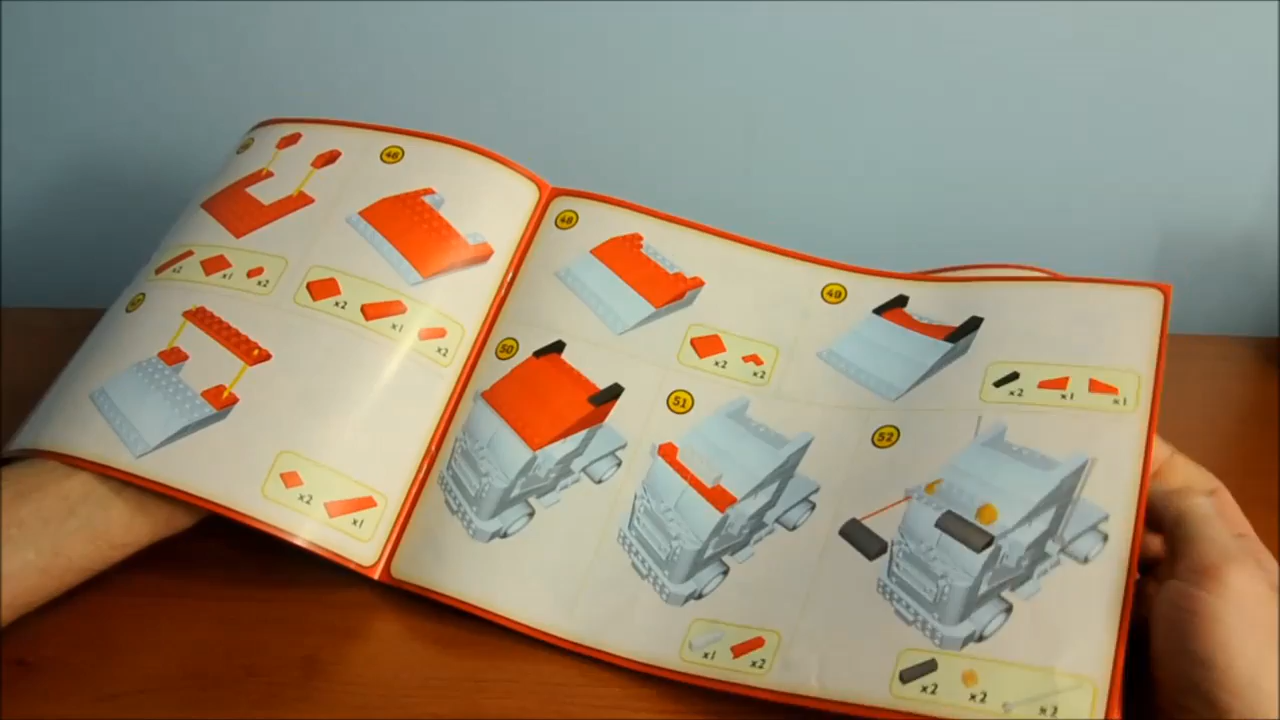 46
x2 x1 x2
x2 x1 x2
47
x2 x1
48
x2 x2
49
x2 x1 x1
50
51
x1 x2
52
x2 x2 x2